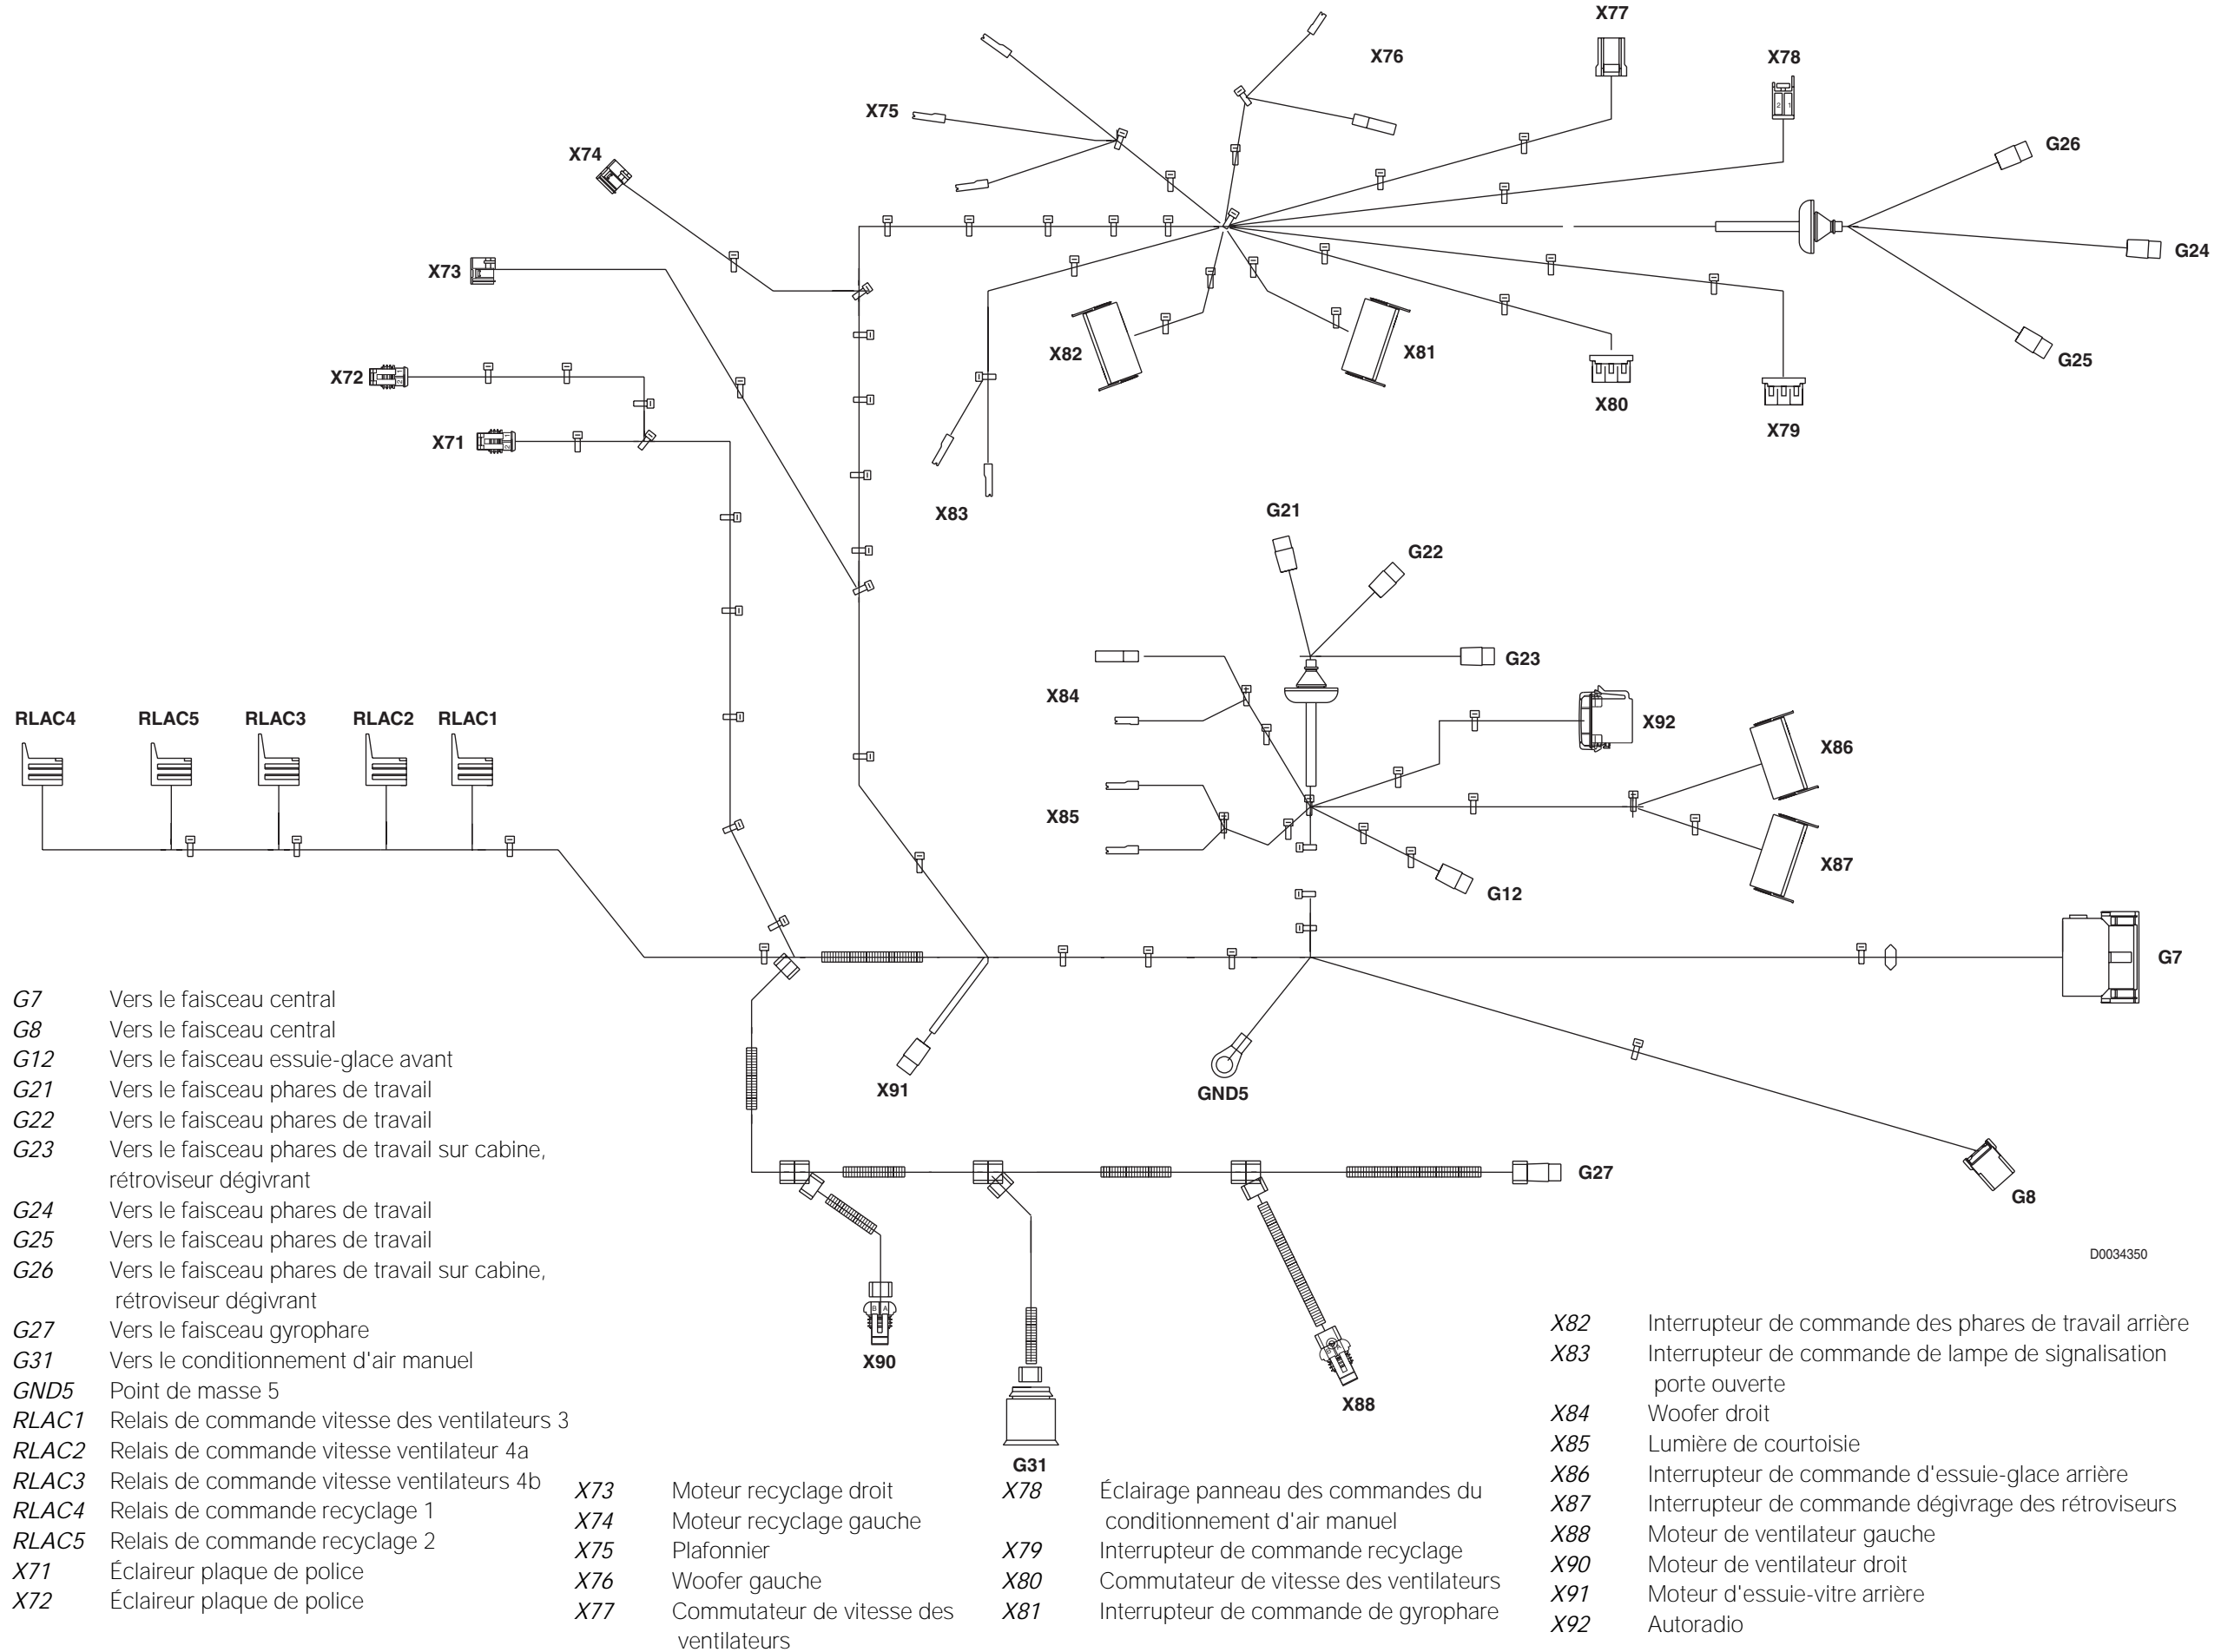 X77
X76
X78
X75
G26
X74
G24
X73
X82
X81
G25
X72
X80
X79
X71
X83
G21
G22
G23
X84
RLAC4 RLAC5 RLAC3 RLAC2 RLAC1
X92
X86
X85
X87
G12
G7
X91
GND5
G27
G8
D0034350
X90
X88
G31
G7 Vers le faisceau central
G8 Vers le faisceau central
G12 Vers le faisceau essuie-glace avant
G21 Vers le faisceau phares de travail
G22 Vers le faisceau phares de travail
G23 Vers le faisceau phares de travail sur cabine,
rétroviseur dégivrant
G24 Vers le faisceau phares de travail
G25 Vers le faisceau phares de travail
G26 Vers le faisceau phares de travail sur cabine,
rétroviseur dégivrant
G27 Vers le faisceau gyrophare
G31 Vers le conditionnement d'air manuel
GND5 Point de masse 5
RLAC1 Relais de commande vitesse des ventilateurs 3
RLAC2 Relais de commande vitesse ventilateur 4a
RLAC3 Relais de commande vitesse ventilateurs 4b
RLAC4 Relais de commande recyclage 1
RLAC5 Relais de commande recyclage 2
X71 Éclaireur plaque de police
X72 Éclaireur plaque de police
X73 Moteur recyclage droit
X74 Moteur recyclage gauche
X75 Plafonnier
X76 Woofer gauche
X77 Commutateur de vitesse des
ventilateurs
X78 Éclairage panneau des commandes du
conditionnement d'air manuel
X79 Interrupteur de commande recyclage
X80 Commutateur de vitesse des ventilateurs
X81 Interrupteur de commande de gyrophare
X82 Interrupteur de commande des phares de travail arrière
X83 Interrupteur de commande de lampe de signalisation
porte ouverte
X84 Woofer droit
X85 Lumière de courtoisie
X86 Interrupteur de commande d'essuie-glace arrière
X87 Interrupteur de commande dégivrage des rétroviseurs
X88 Moteur de ventilateur gauche
X90 Moteur de ventilateur droit
X91 Moteur d'essuie-vitre arrière
X92 Autoradio